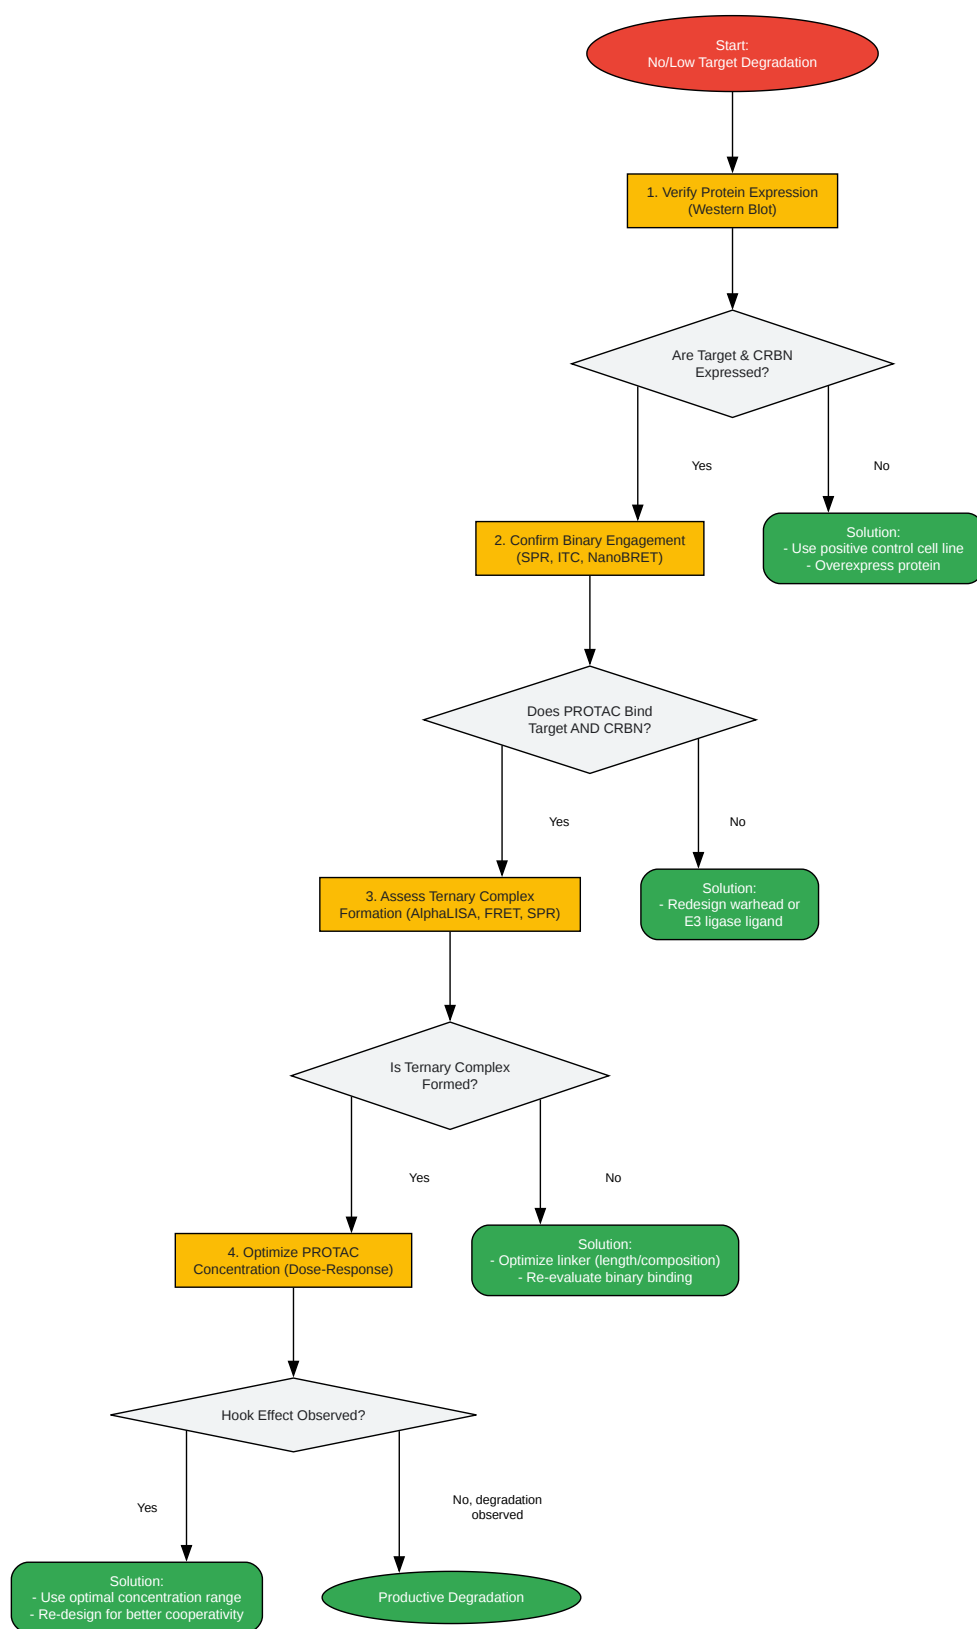 Start:
No/Low Target Degradation
1. Verify Protein Expression
(Western Blot)
Are Target & CRBN
Expressed?
Yes
No
2. Confirm Binary Engagement
(SPR, ITC, NanoBRET)
Solution:
- Use positive control cell line
- Overexpress protein
Does PROTAC Bind
Target AND CRBN?
Yes
No
3. Assess Ternary Complex
Formation (AlphaLISA, FRET, SPR)
Solution:
- Redesign warhead or
E3 ligase ligand
Is Ternary Complex
Formed?
Yes
No
4. Optimize PROTAC
Concentration (Dose-Response)
Solution:
- Optimize linker (length/composition)
- Re-evaluate binary binding
Hook Effect Observed?
Yes
No, degradation
observed
Solution:
- Use optimal concentration range
- Re-design for better cooperativity
Productive Degradation